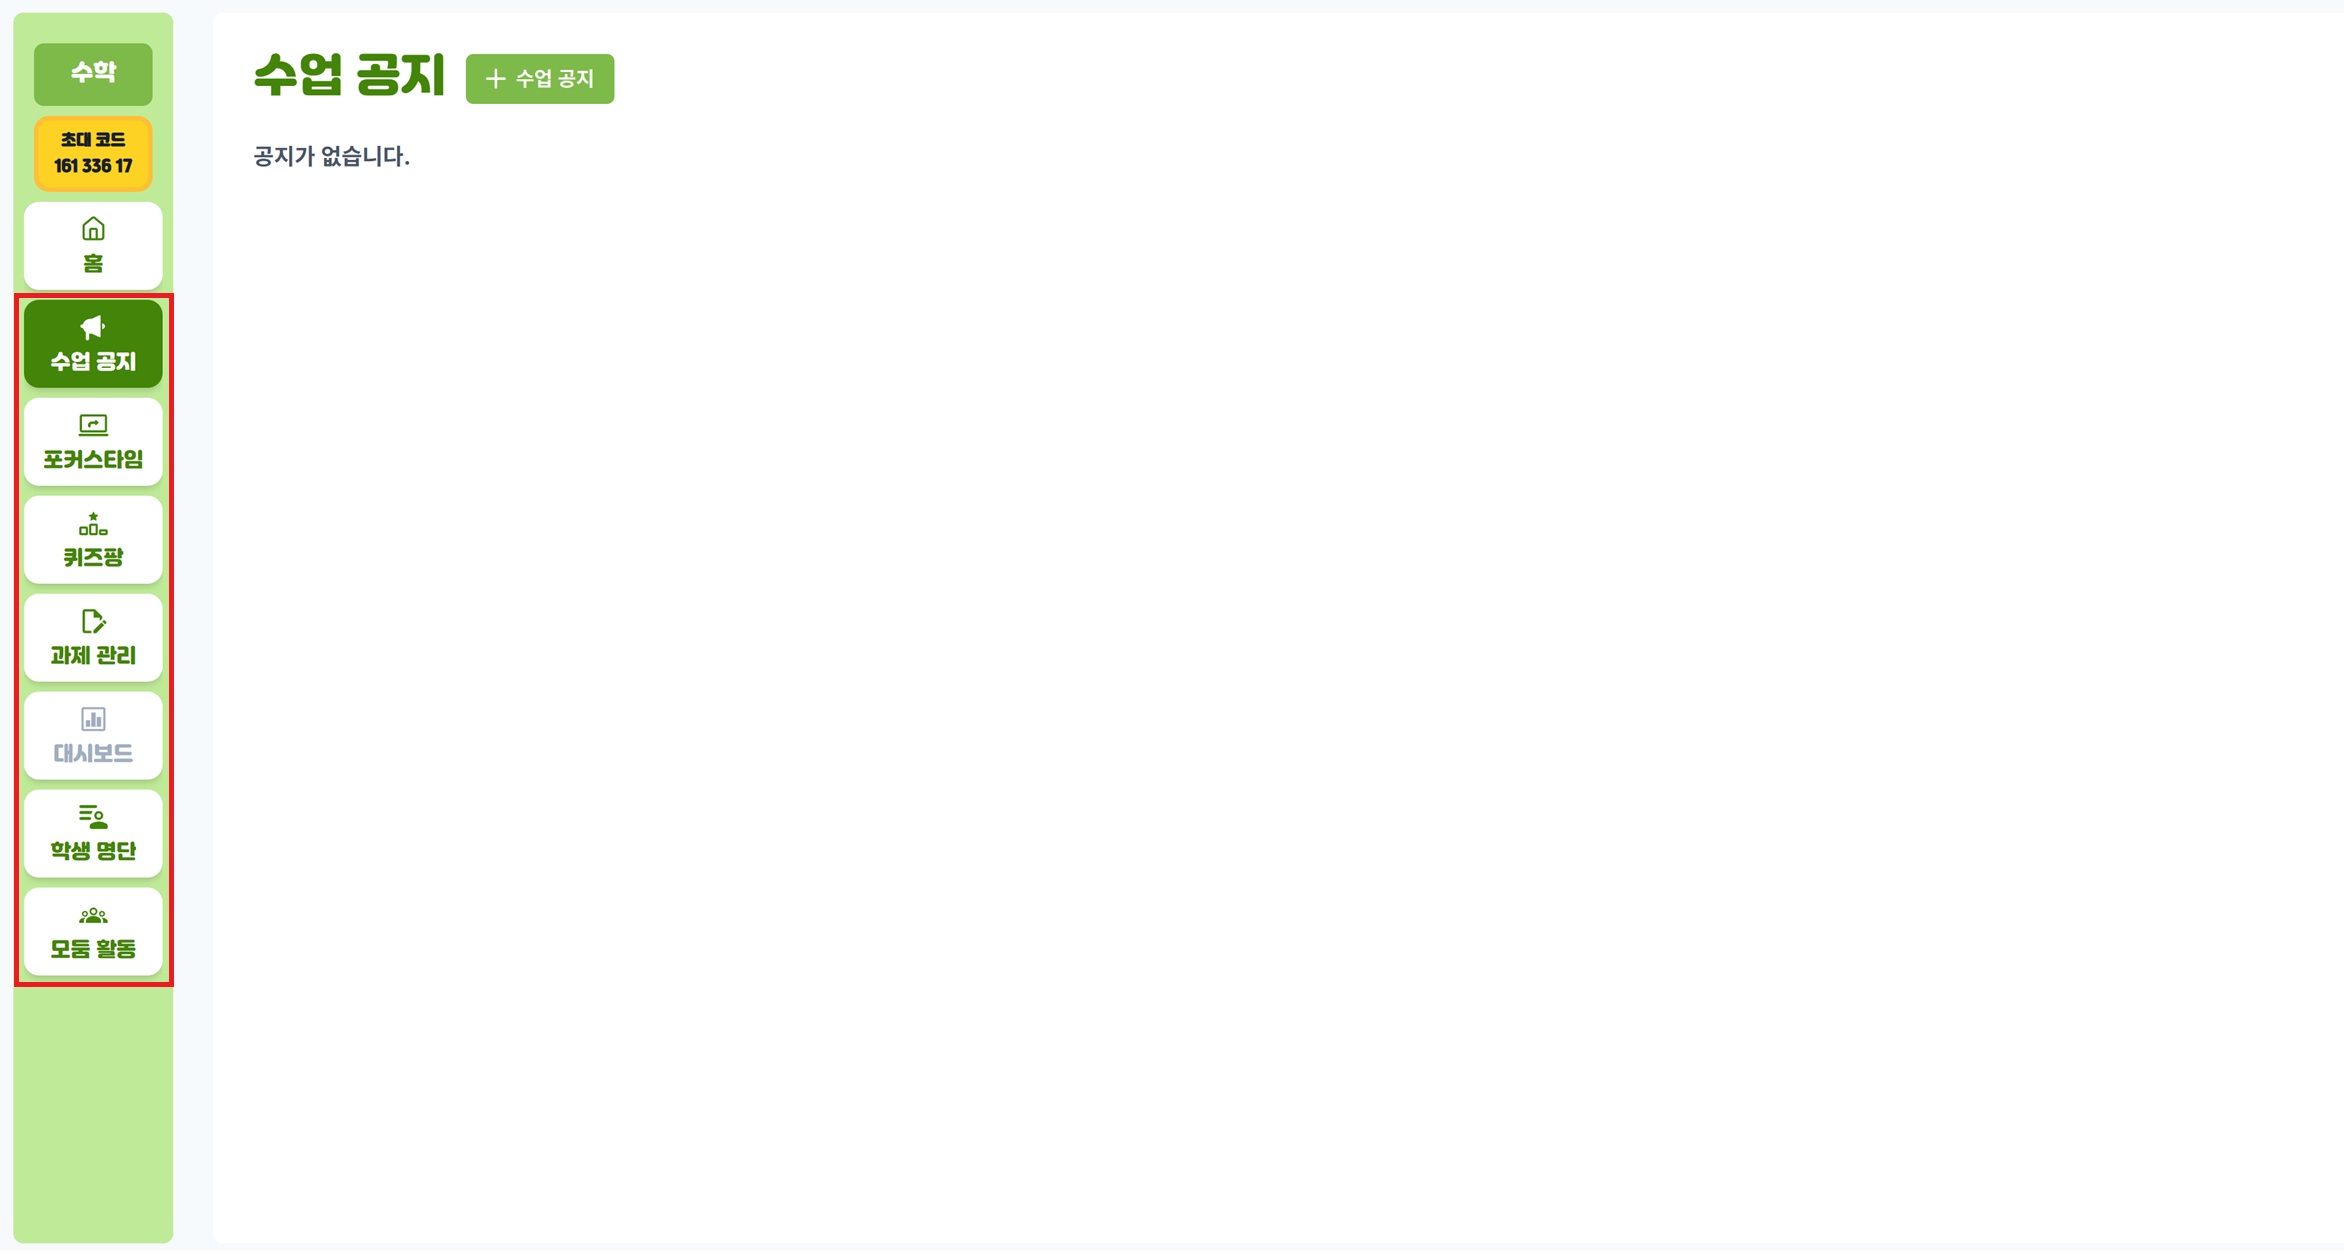 수학
초대 코드
161 336 17
홈
수업 공지
포커스타임
퀴즈팡
과제 관리
대시보드
학생 명단
모둠 활동
수업 공지
+ 수업 공지
공지가 없습니다.